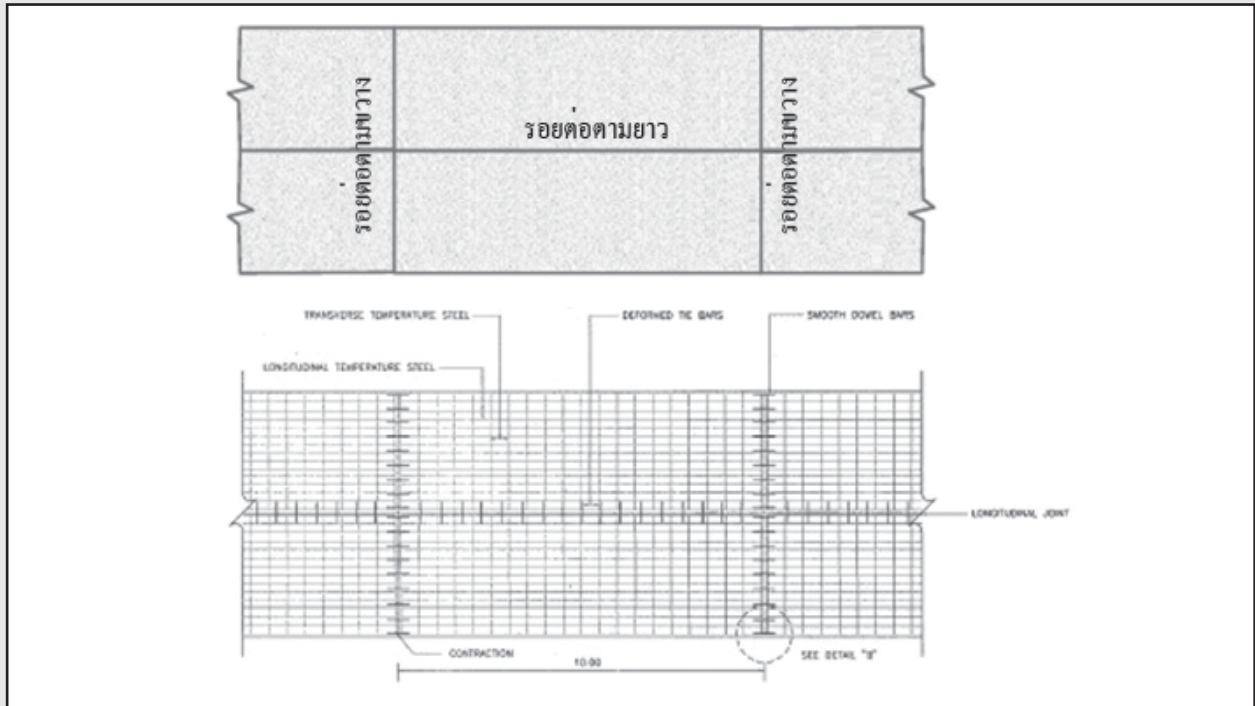 รอยต่อตามขวาง
รอยต่อตามยาว
รอยต่อตามขวาง
TRANSVERSE TEMPERATURE STEEL
DEFORMED TIE BARS
SMOOTH DOWEL BARS
LONGITUDINAL TEMPERATURE STEEL
LONGITUDINAL JOINT
CONTRACTION
10.00
SEE DETAIL "B"